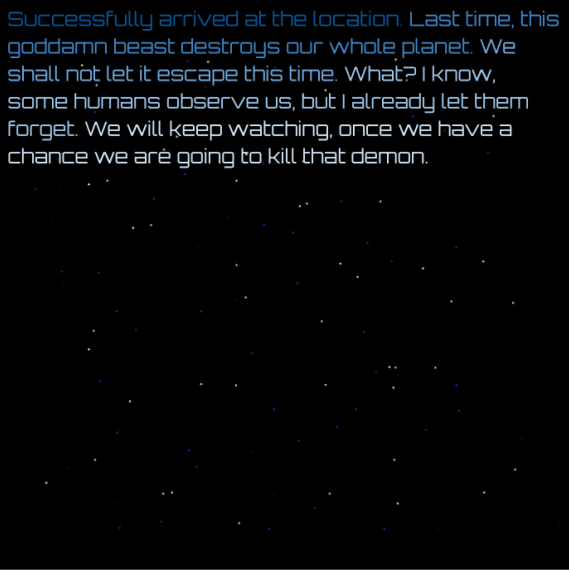 Successfully arrived at the location. Last time, this
goddamn beast destroys our whole planet. We
shall not let it escape this time. What? I know,
some humans observe us, but I already let them
forget. We will keep watching, once we have a
chance we are going to kill that demon.